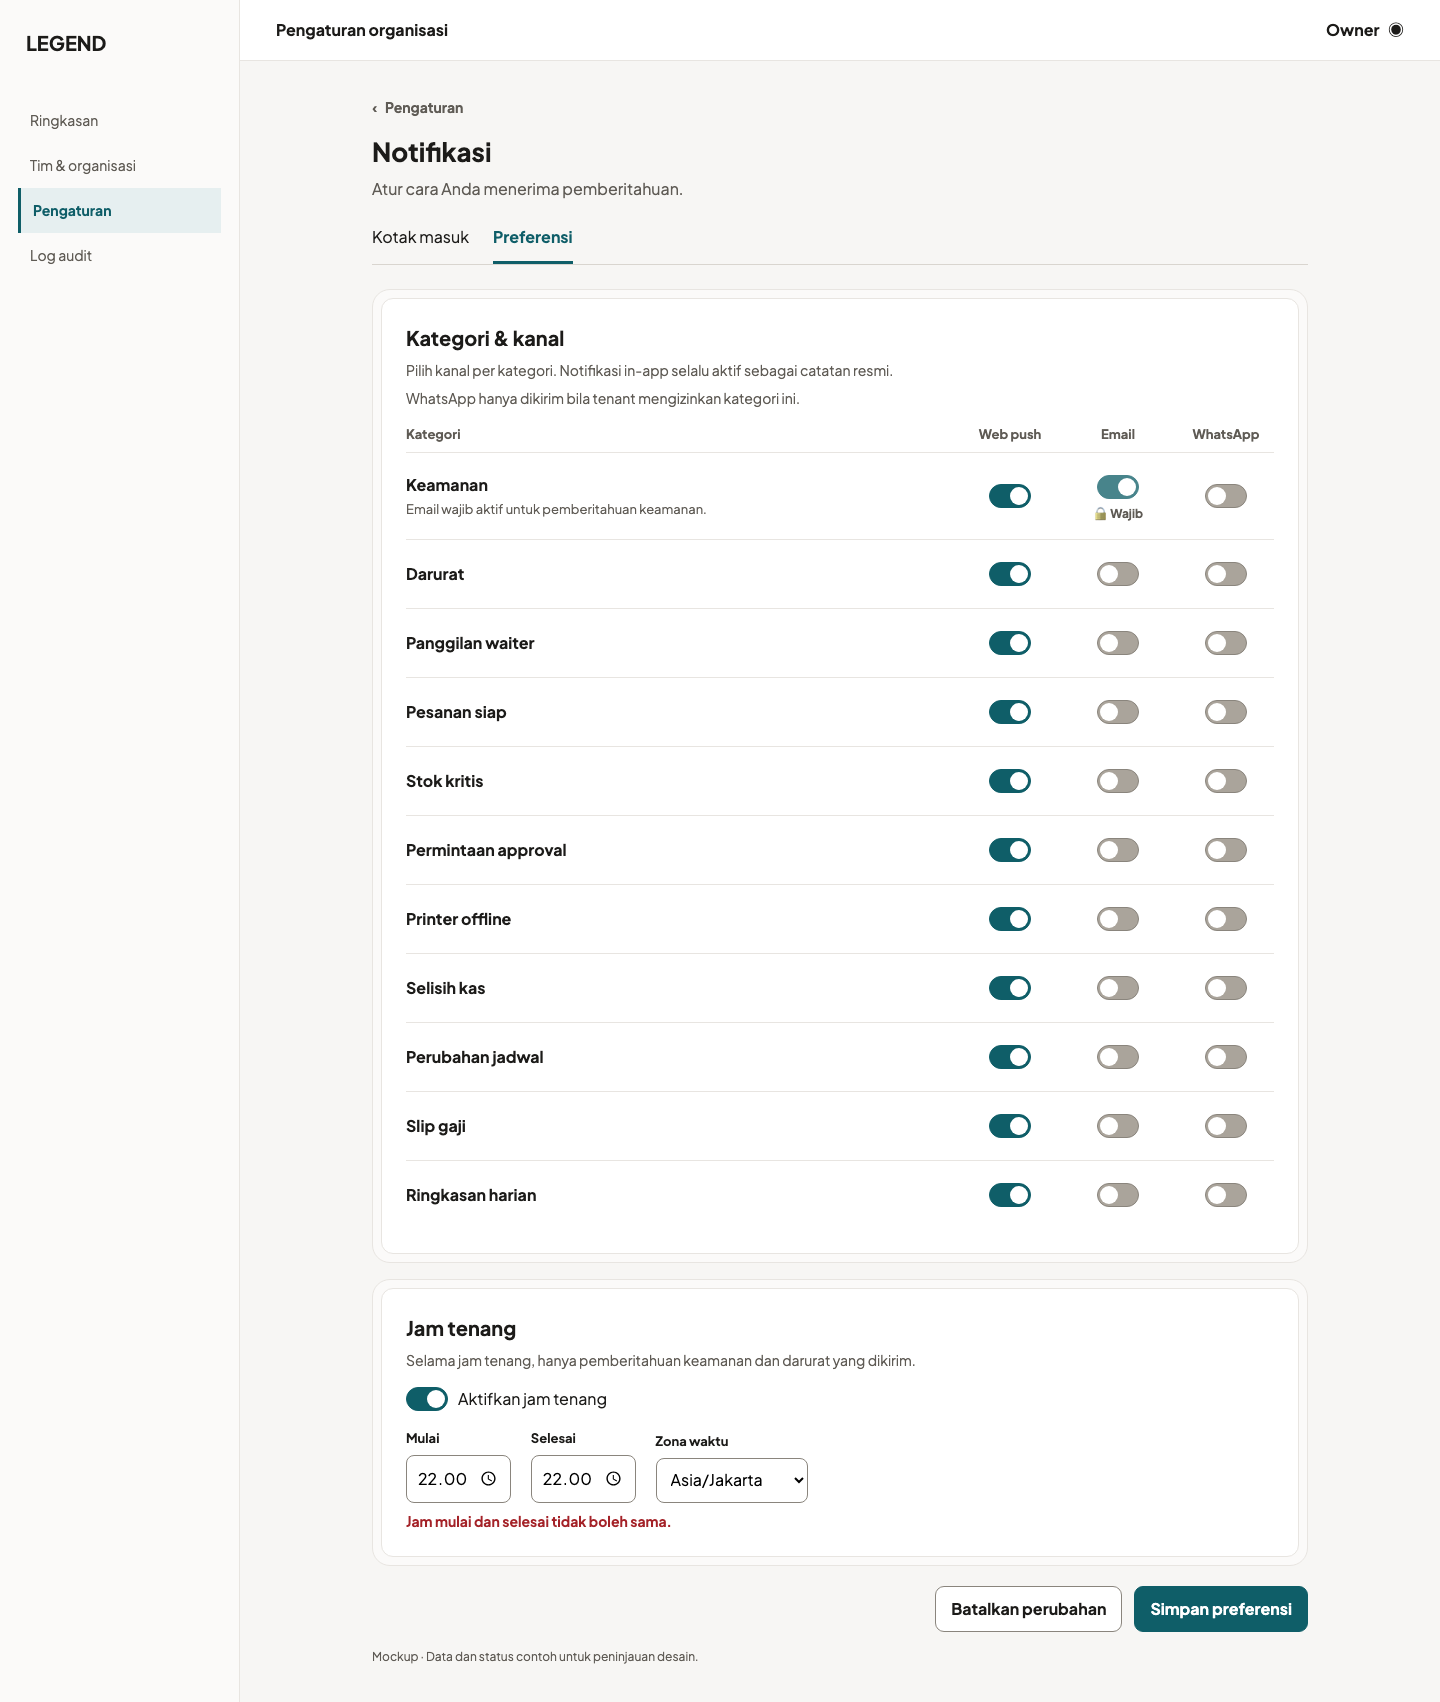 LEGEND
Ringkasan
Tim & organisasi
Pengaturan
Log audit
Pengaturan organisasi
Owner
‹ Pengaturan
Notifikasi
Atur cara Anda menerima pemberitahuan.
Kotak masuk Preferensi
Kategori & kanal
Pilih kanal per kategori. Notifikasi in-app selalu aktif sebagai catatan resmi.
WhatsApp hanya dikirim bila tenant mengizinkan kategori ini.
Kategori Web push Email WhatsApp
Keamanan
Email wajib aktif untuk pemberitahuan keamanan.
Wajib
Darurat
Panggilan waiter
Pesanan siap
Stok kritis
Permintaan approval
Printer offline
Selisih kas
Perubahan jadwal
Slip gaji
Ringkasan harian
Jam tenang
Selama jam tenang, hanya pemberitahuan keamanan dan darurat yang dikirim.
Aktifkan jam tenang
Mulai Selesai Zona waktu
22.00 22.00 Asia/Jakarta
Jam mulai dan selesai tidak boleh sama.
Batalkan perubahan Simpan preferensi
Mockup · Data dan status contoh untuk peninjauan desain.